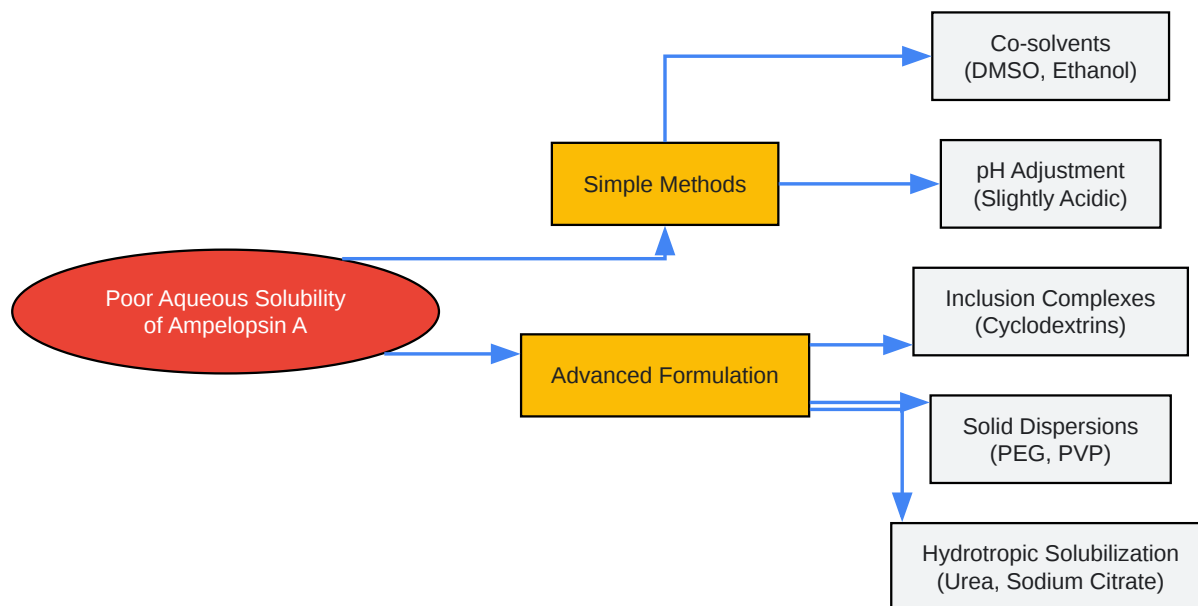 Co-solvents
(DMSO, Ethanol)
Simple Methods
pH Adjustment
(Slightly Acidic)
Poor Aqueous Solubility
of Ampelopsin A
Inclusion Complexes
(Cyclodextrins)
Advanced Formulation
Solid Dispersions
(PEG, PVP)
Hydrotropic Solubilization
(Urea, Sodium Citrate)